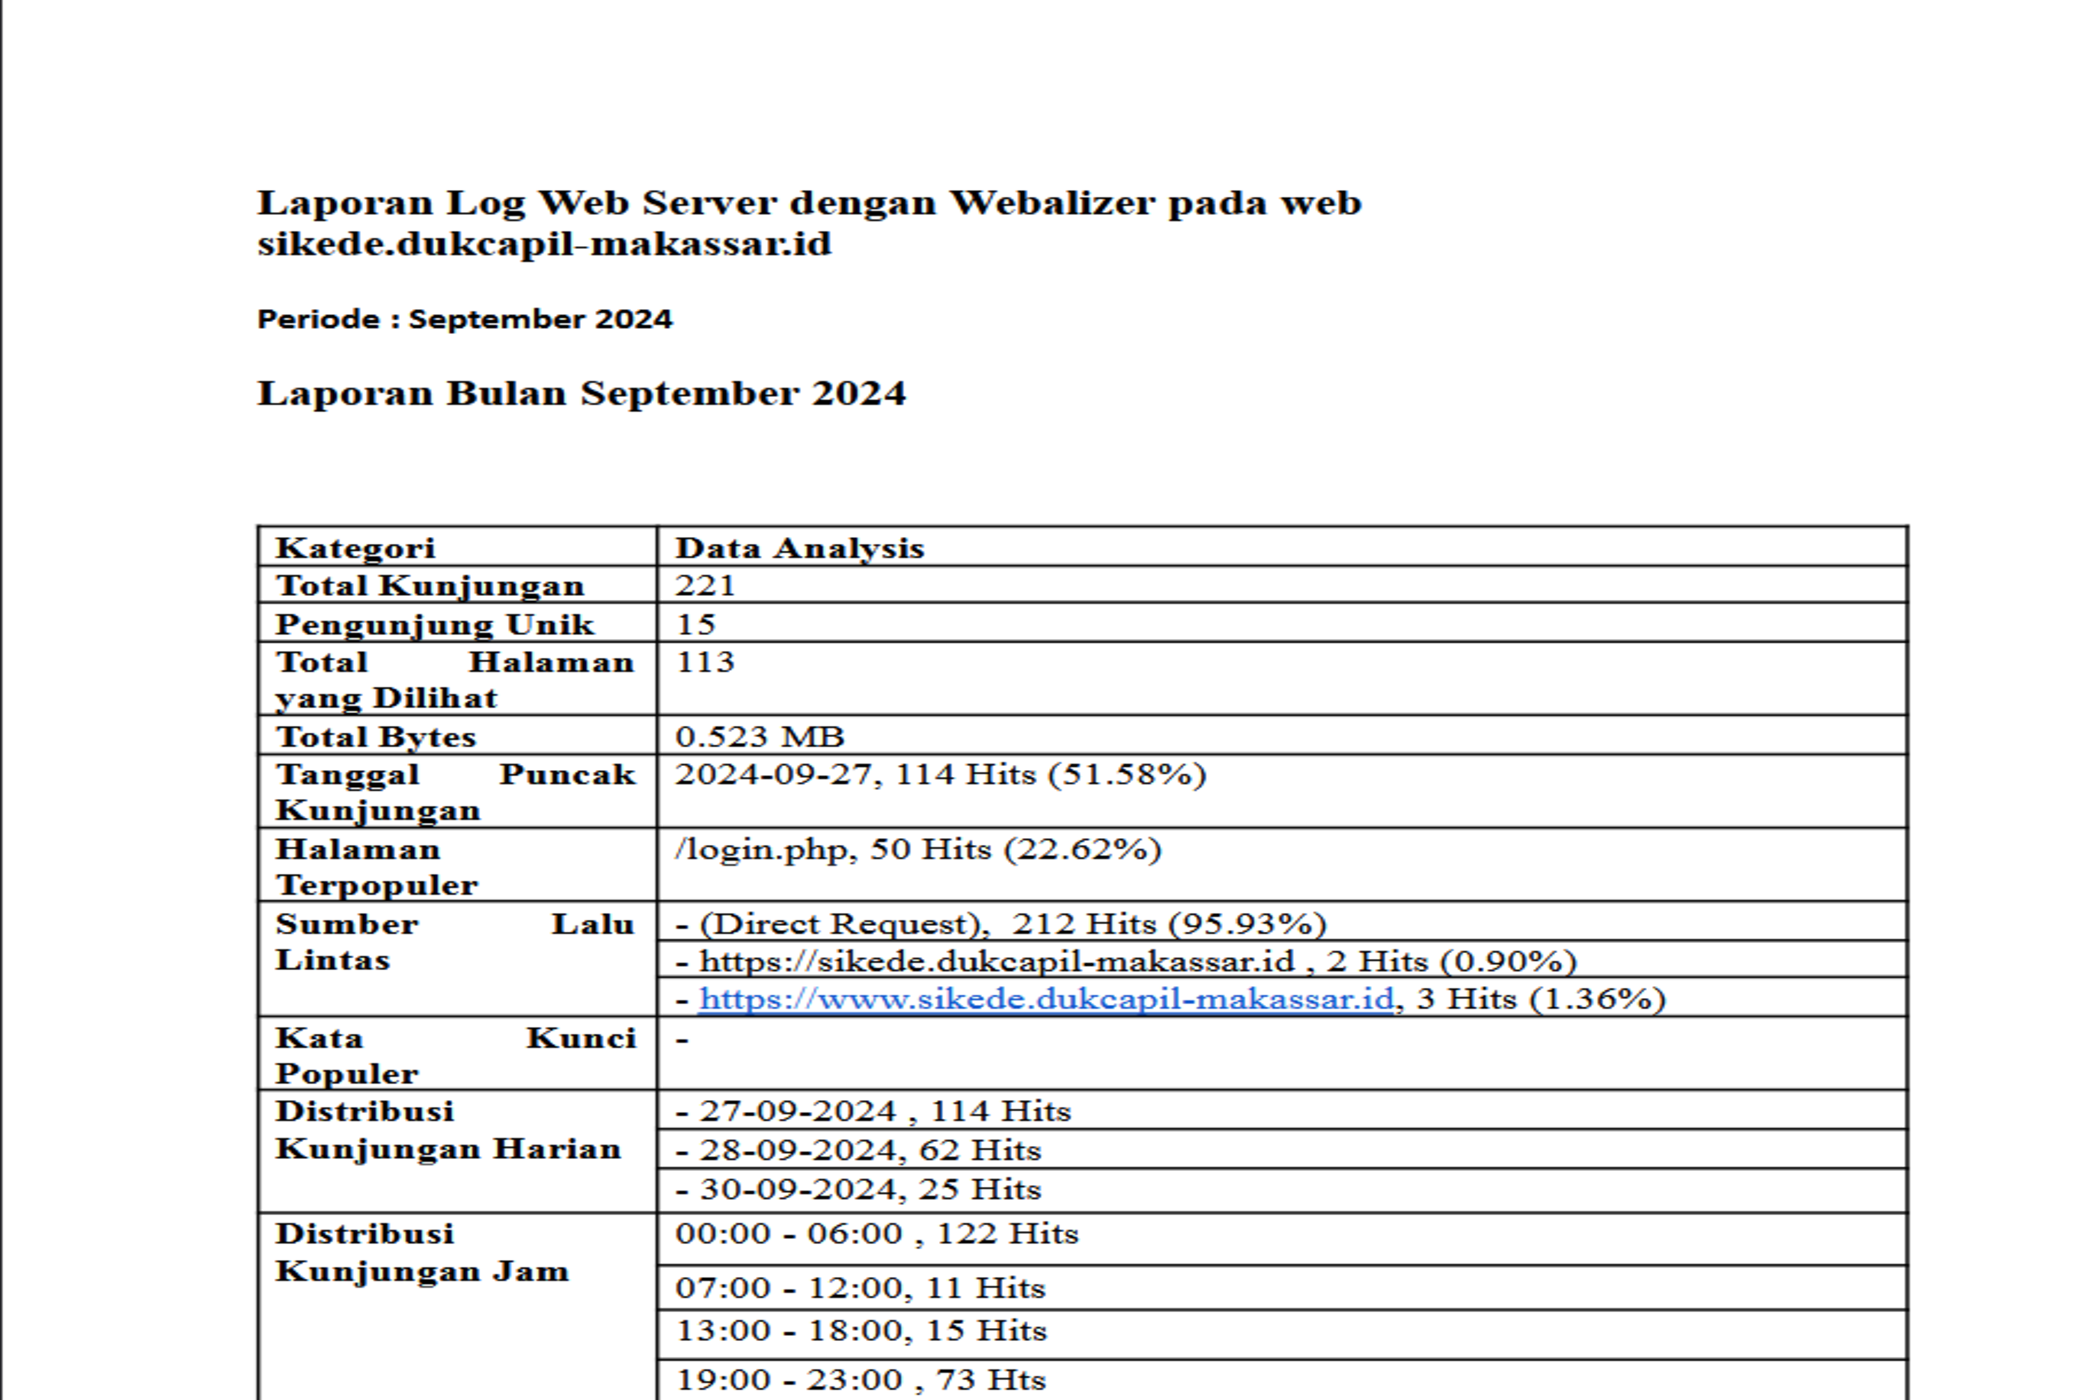 Laporan Log Web Server dengan Webalizer pada web
sikede.dukcapil-makassar.id
Periode : September 2024
Laporan Bulan September 2024
Kategori Data Analysis
Total Kunjungan 221
Pengunjung Unik 15
Total Halaman 113
yang Dilihat
Total Bytes 0.523 MB
Tanggal Puncak 2024-09-27, 114 Hits (51.58%)
Kunjungan
Halaman /login.php, 50 Hits (22.62%)
Terpopuler
Sumber Lalu - (Direct Request), 212 Hits (95.93%)
Lintas - https://sikede.dukcapil-makassar.id , 2 Hits (0.90%)
- https://www.sikede.dukcapil-makassar.id, 3 Hits (1.36%)
Kata Kunci -
Populer
Distribusi - 27-09-2024 , 114 Hits
Kunjungan Harian - 28-09-2024, 62 Hits
- 30-09-2024, 25 Hits
Distribusi 00:00 - 06:00 , 122 Hits
Kunjungan Jam 07:00 - 12:00, 11 Hits
13:00 - 18:00, 15 Hits
19:00 - 23:00 , 73 Hts